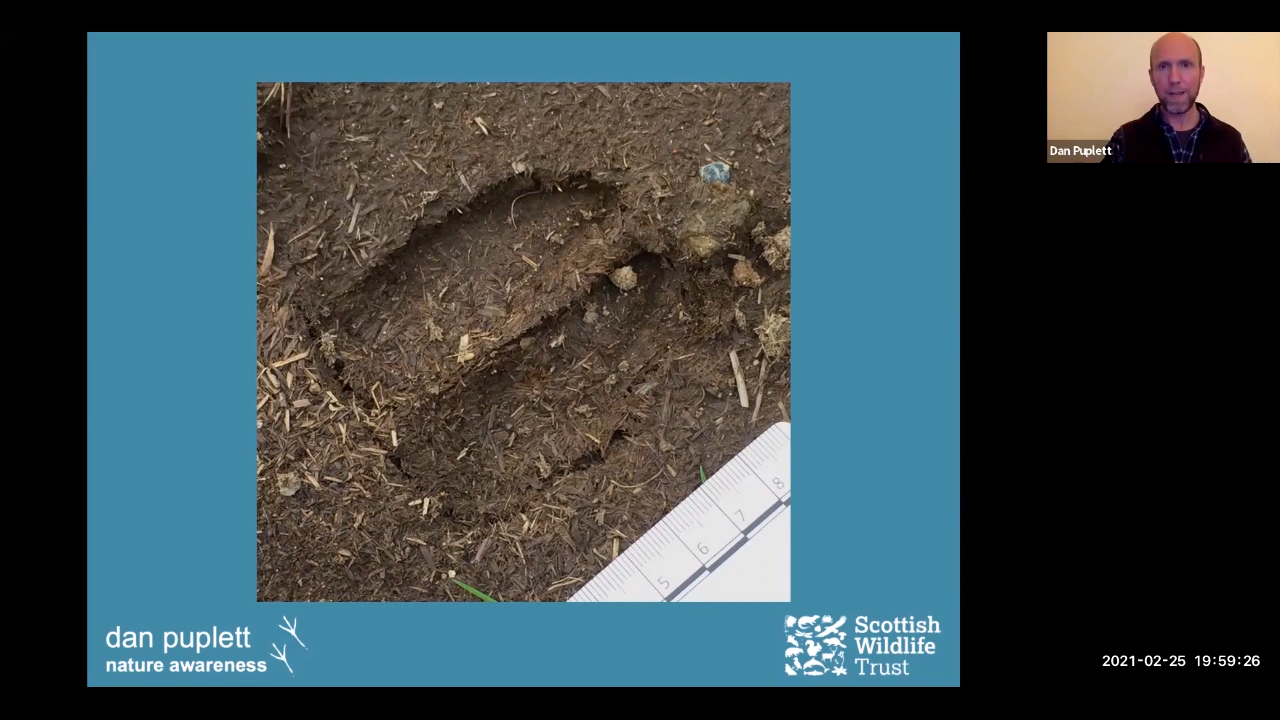 Dan Puplett
5
6
7
8
dan puplett
nature awareness
Scottish
Wildlife
Trust
2021-02-25 19:59:26